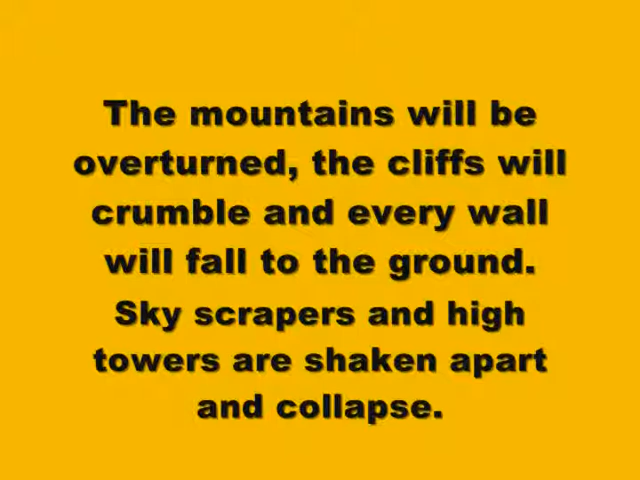 The mountains will be
overturned, the cliffs will
crumble and every wall
will fall to the ground.
Sky scrapers and high
towers are shaken apart
and collapse.